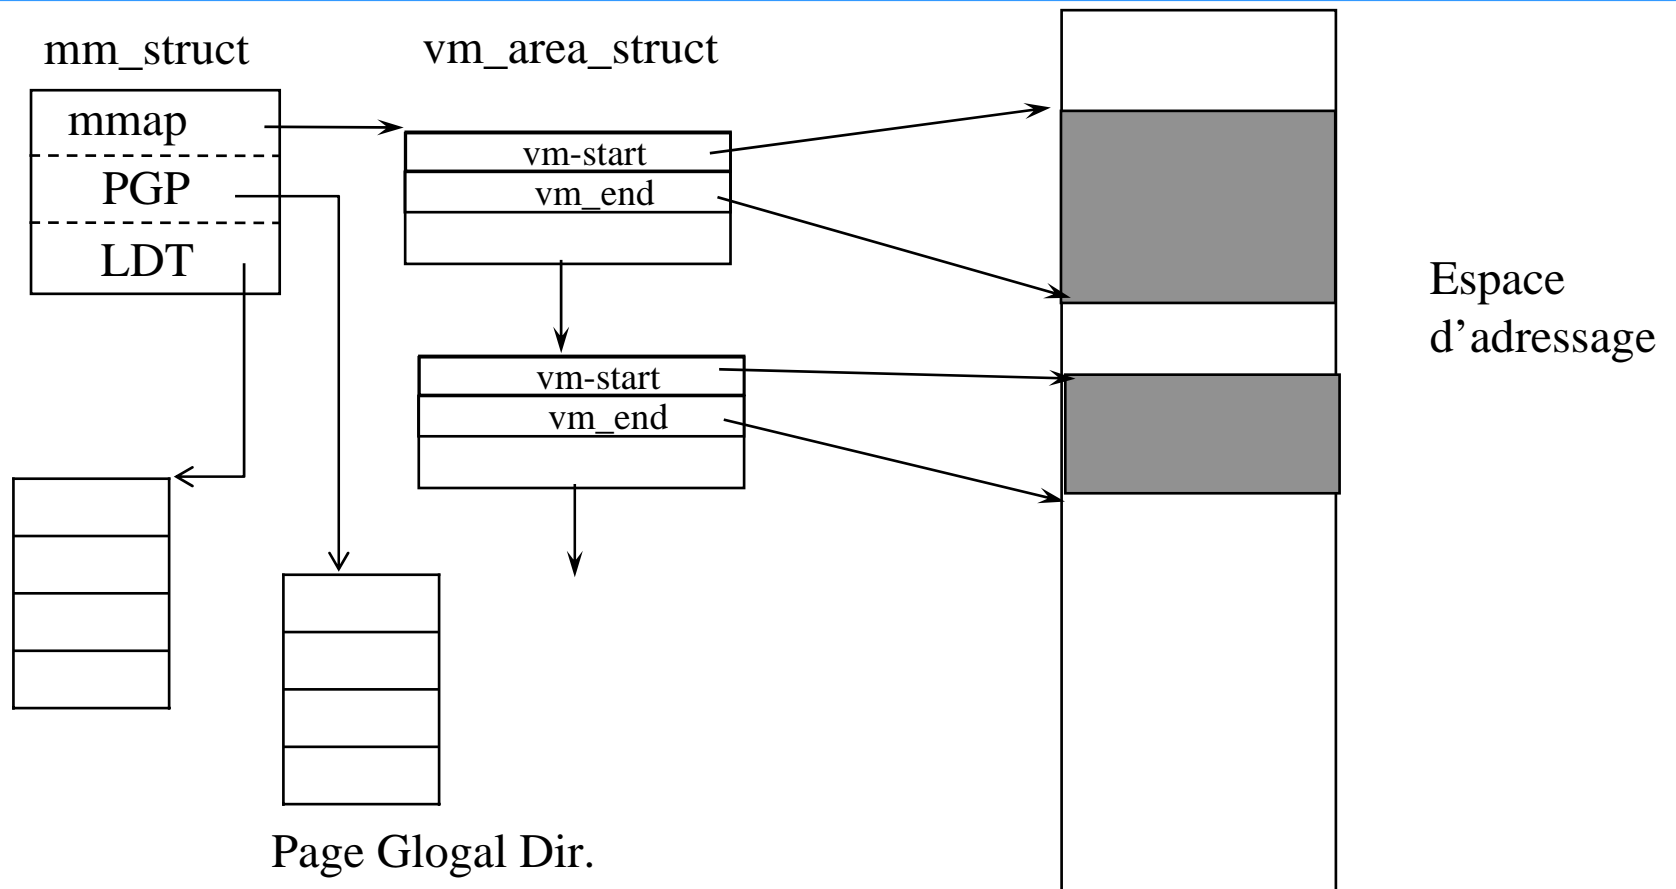 mm_struct
vm_area_struct
mmap
PGP
LDT
vm-start
vm_end
vm-start
vm_end
Espace
d’adressage
Page Glogal Dir.